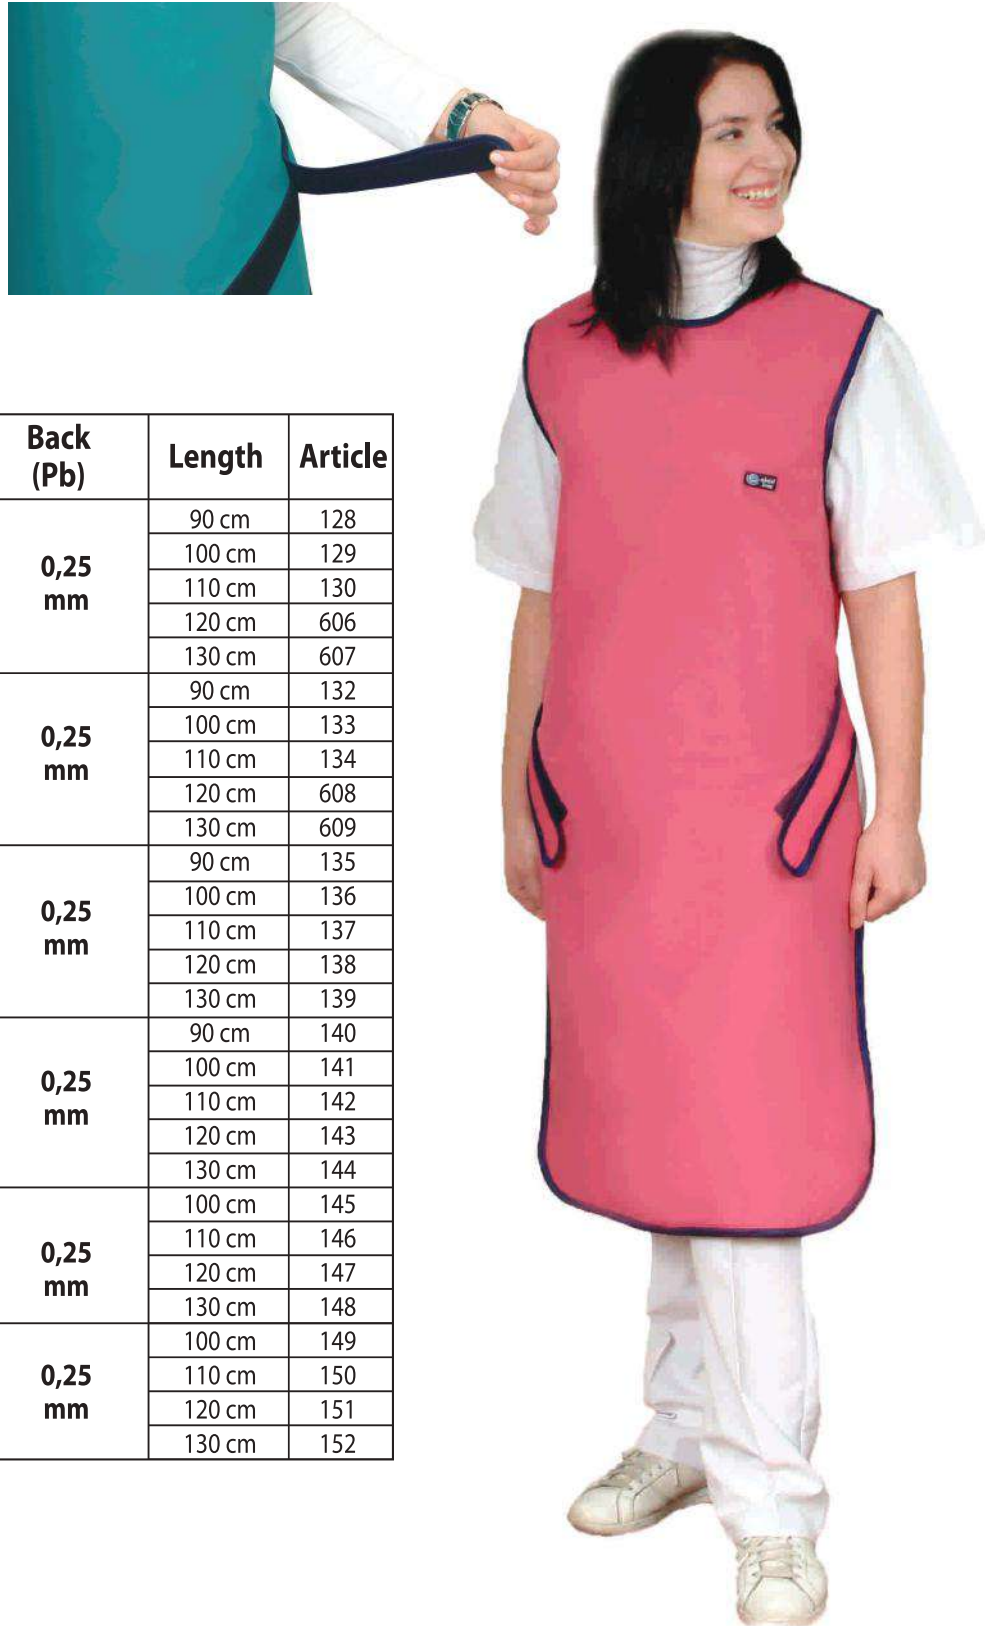 Back (Pb) Length Article
0,25 mm
90 cm 128
100 cm 129
110 cm 130
120 cm 606
130 cm 607
0,25 mm
90 cm 132
100 cm 133
110 cm 134
120 cm 608
130 cm 609
0,25 mm
90 cm 135
100 cm 136
110 cm 137
120 cm 138
130 cm 139
0,25 mm
90 cm 140
100 cm 141
110 cm 142
120 cm 143
130 cm 144
0,25 mm
100 cm 145
110 cm 146
120 cm 147
130 cm 148
0,25 mm
100 cm 149
110 cm 150
120 cm 151
130 cm 152